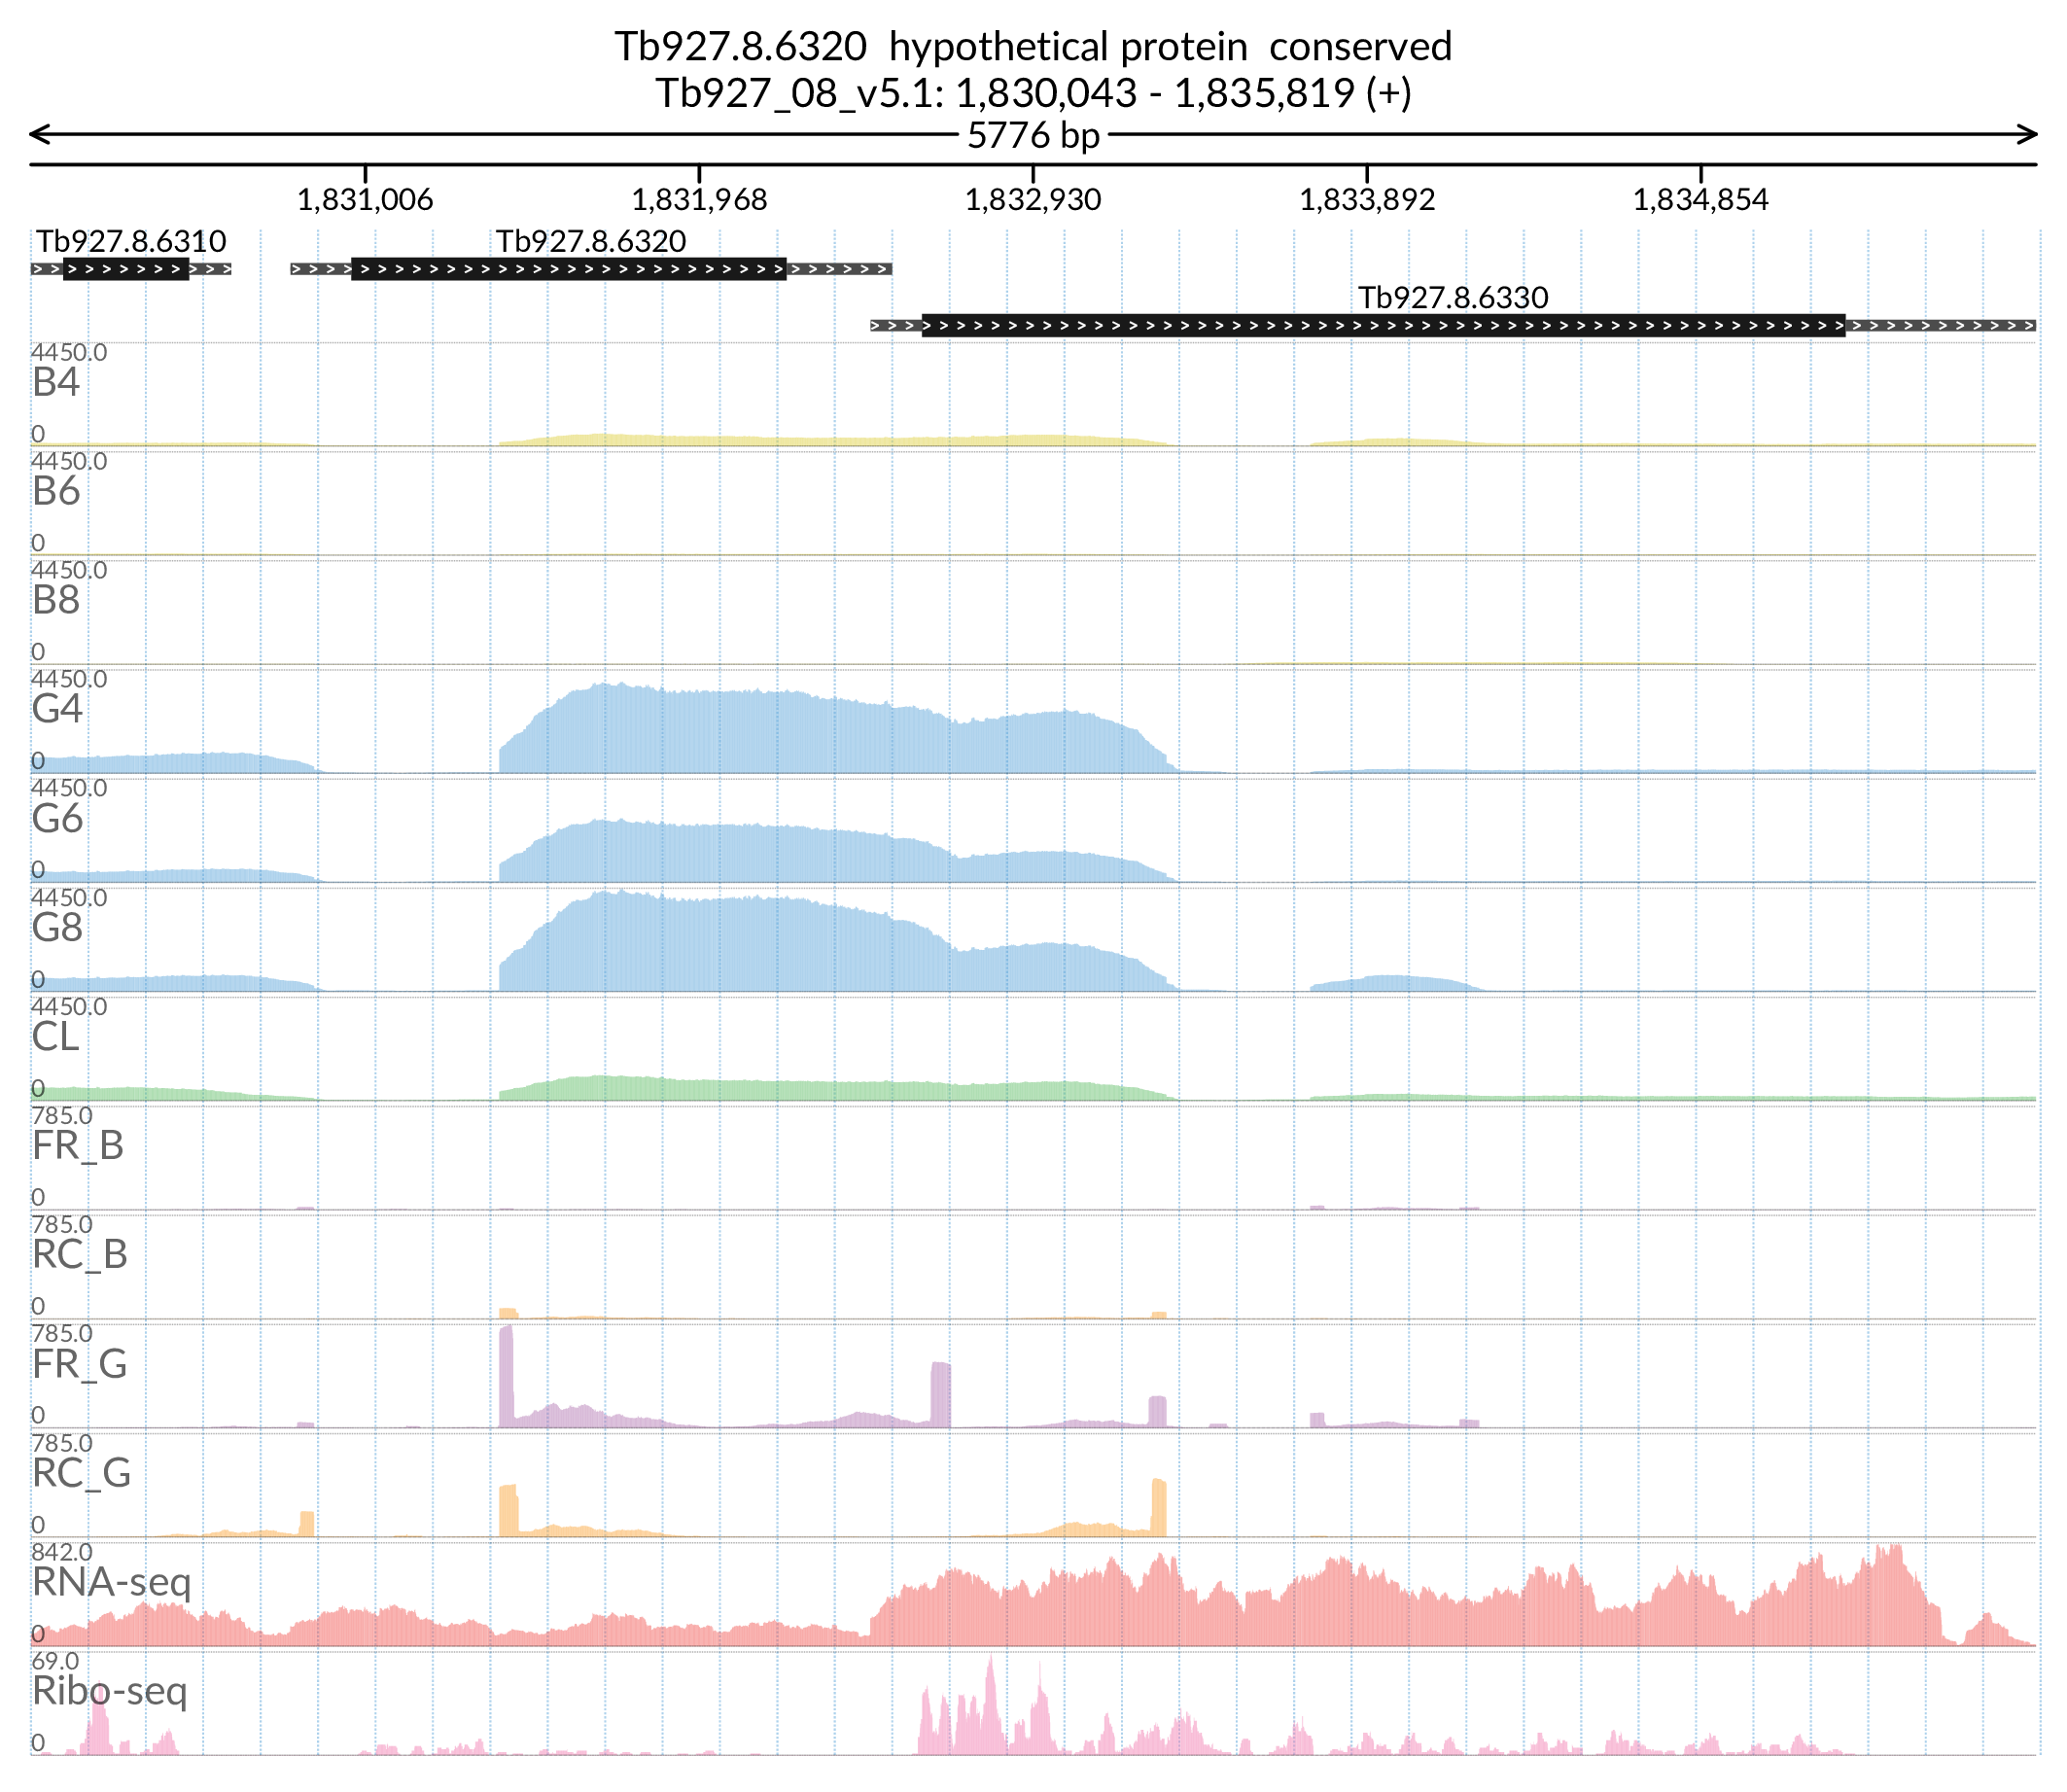 Tb927.8.6320 hypothetical protein conserved
Tb927_08_v5.1: 1,830,043 - 1,835,819 (+)
5776 bp
1,831,006 1,831,968 1,832,930 1,833,892 1,834,854
Tb927.8.6310 Tb927.8.6320
Tb927.8.6330
4450.0
B4
0
4450.0
B6
0
4450.0
B8
0
4450.0
G4
0
4450.0
G6
0
4450.0
G8
0
4450.0
CL
0
785.0
FR_B
0
785.0
RC_B
0
785.0
FR_G
0
785.0
RC_G
0
842.0
RNA-seq
0
69.0
Ribo-seq
0